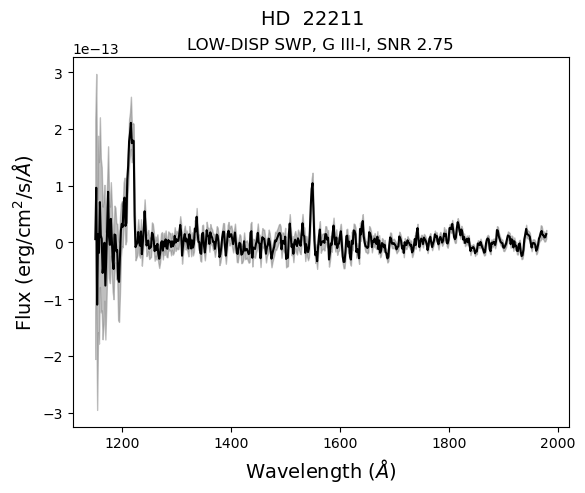 HD  22211
LOW-DISP SWP, G III-I, SNR 2.75
1e−13
3
2
1
0
−1
−2
−3
Flux (erg/cm²/s/Å)
1200 1400 1600 1800 2000
Wavelength (Å)